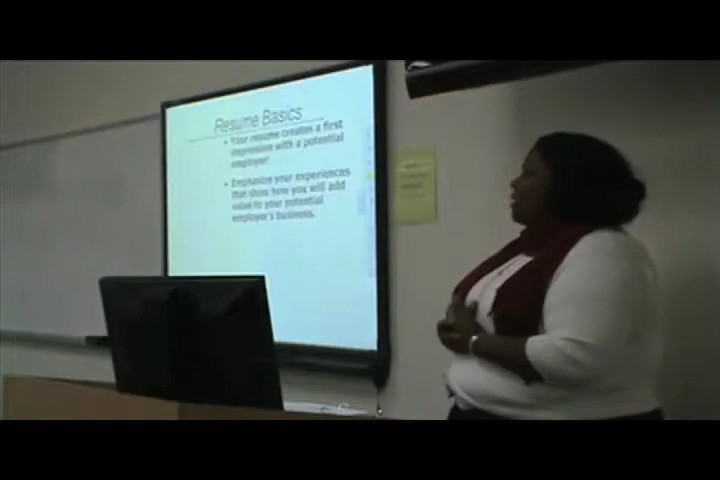 Resume Basics
• Your resume creates a first
impression with a potential
employer.
• Emphasize your experiences
that show how you will add
value to your potential
employer's business.